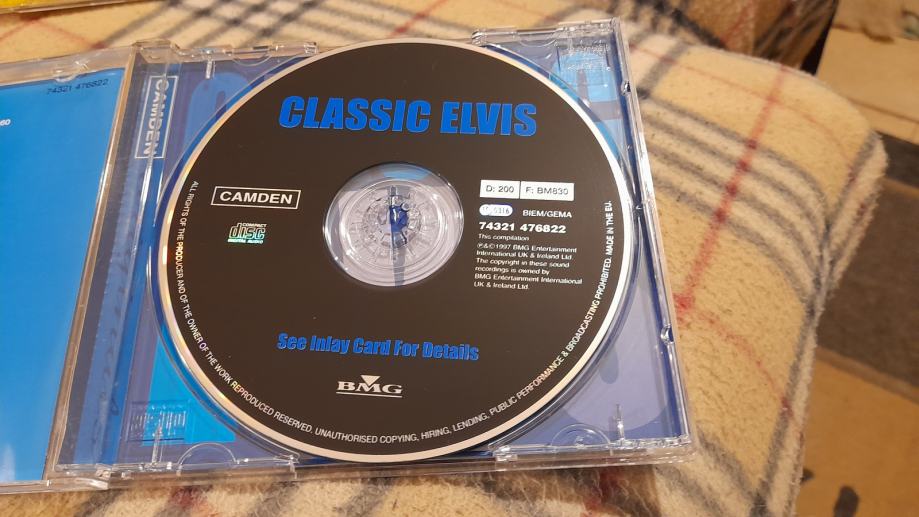 60
74321 476822
CAMDEN
CLASSIC ELVIS
CAMDEN
COMPACT
disc
DIGITAL AUDIO
D: 200 F: BM830
BIEM/GEMA
74321 476822
This compilation
℗&©1997 BMG Entertainment
International UK & Ireland Ltd.
The copyright in these sound
recordings is owned by
BMG Entertainment International
UK & Ireland Ltd.
See Inlay Card For Details
BMG
ALL RIGHTS OF THE PRODUCER AND OF THE OWNER OF THE WORK REPRODUCED RESERVED. UNAUTHORISED COPYING, HIRING, LENDING, PUBLIC PERFORMANCE & BROADCASTING PROHIBITED. MADE IN THE EU.